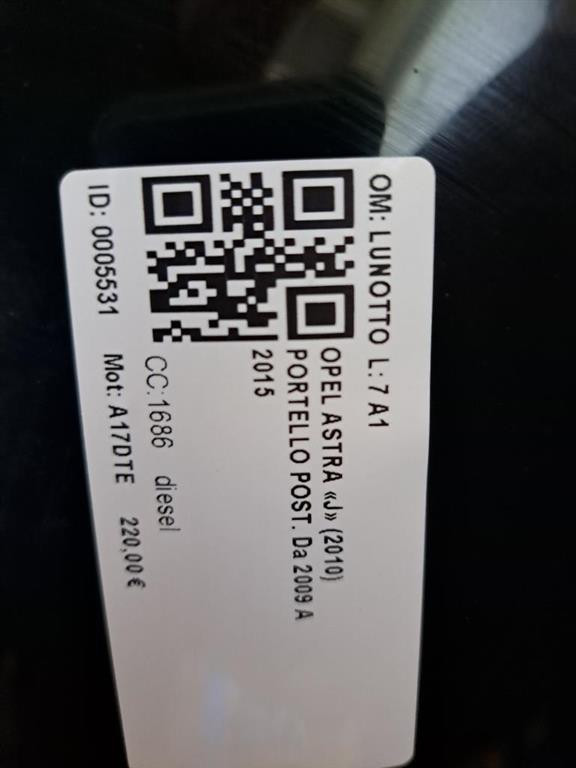 OM: LUNOTTO L: 7 A1
OPEL ASTRA «J» (2010)
PORTELLO POST. Da 2009 A
2015
CC:1686 diesel
ID: 0005531 Mot: A17DTE 220,00 €